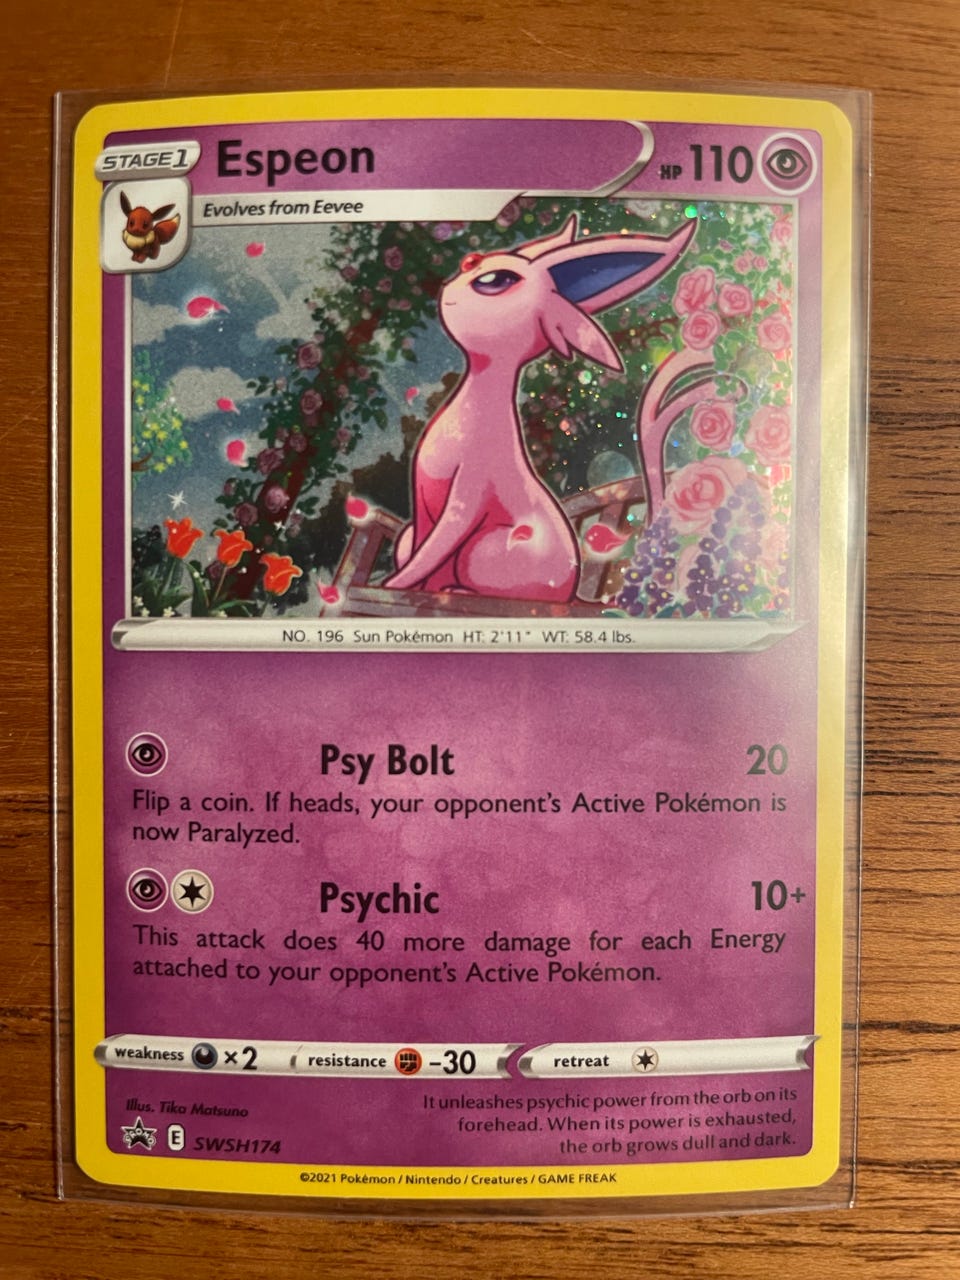 STAGE1 Espeon HP 110
Evolves from Eevee
NO. 196 Sun Pokémon HT: 2'11" WT: 58.4 lbs.
Psy Bolt 20
Flip a coin. If heads, your opponent's Active Pokémon is
now Paralyzed.
Psychic 10+
This attack does 40 more damage for each Energy
attached to your opponent's Active Pokémon.
weakness ×2 resistance -30 retreat
Illus. Tika Matsuno
It unleashes psychic power from the orb on its
forehead. When its power is exhausted,
the orb grows dull and dark.
E SWSH174
©2021 Pokémon / Nintendo / Creatures / GAME FREAK